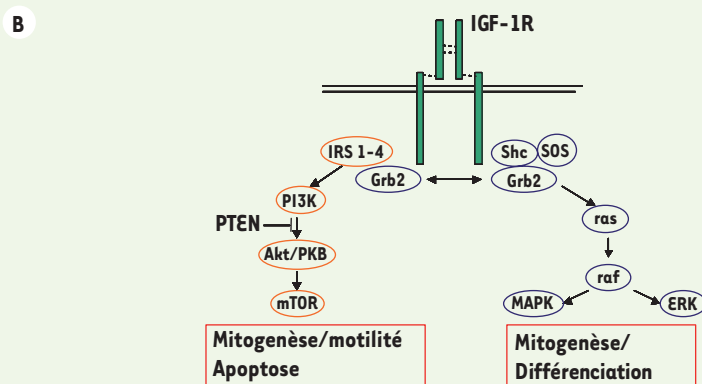 B
IGF-1R
IRS 1-4
Grb2
Shc
SOS
Grb2
PI3K
PTEN
Akt/PKB
mTOR
ras
raf
MAPK
ERK
Mitogenèse/motilité
Apoptose
Mitogenèse/
Différenciation